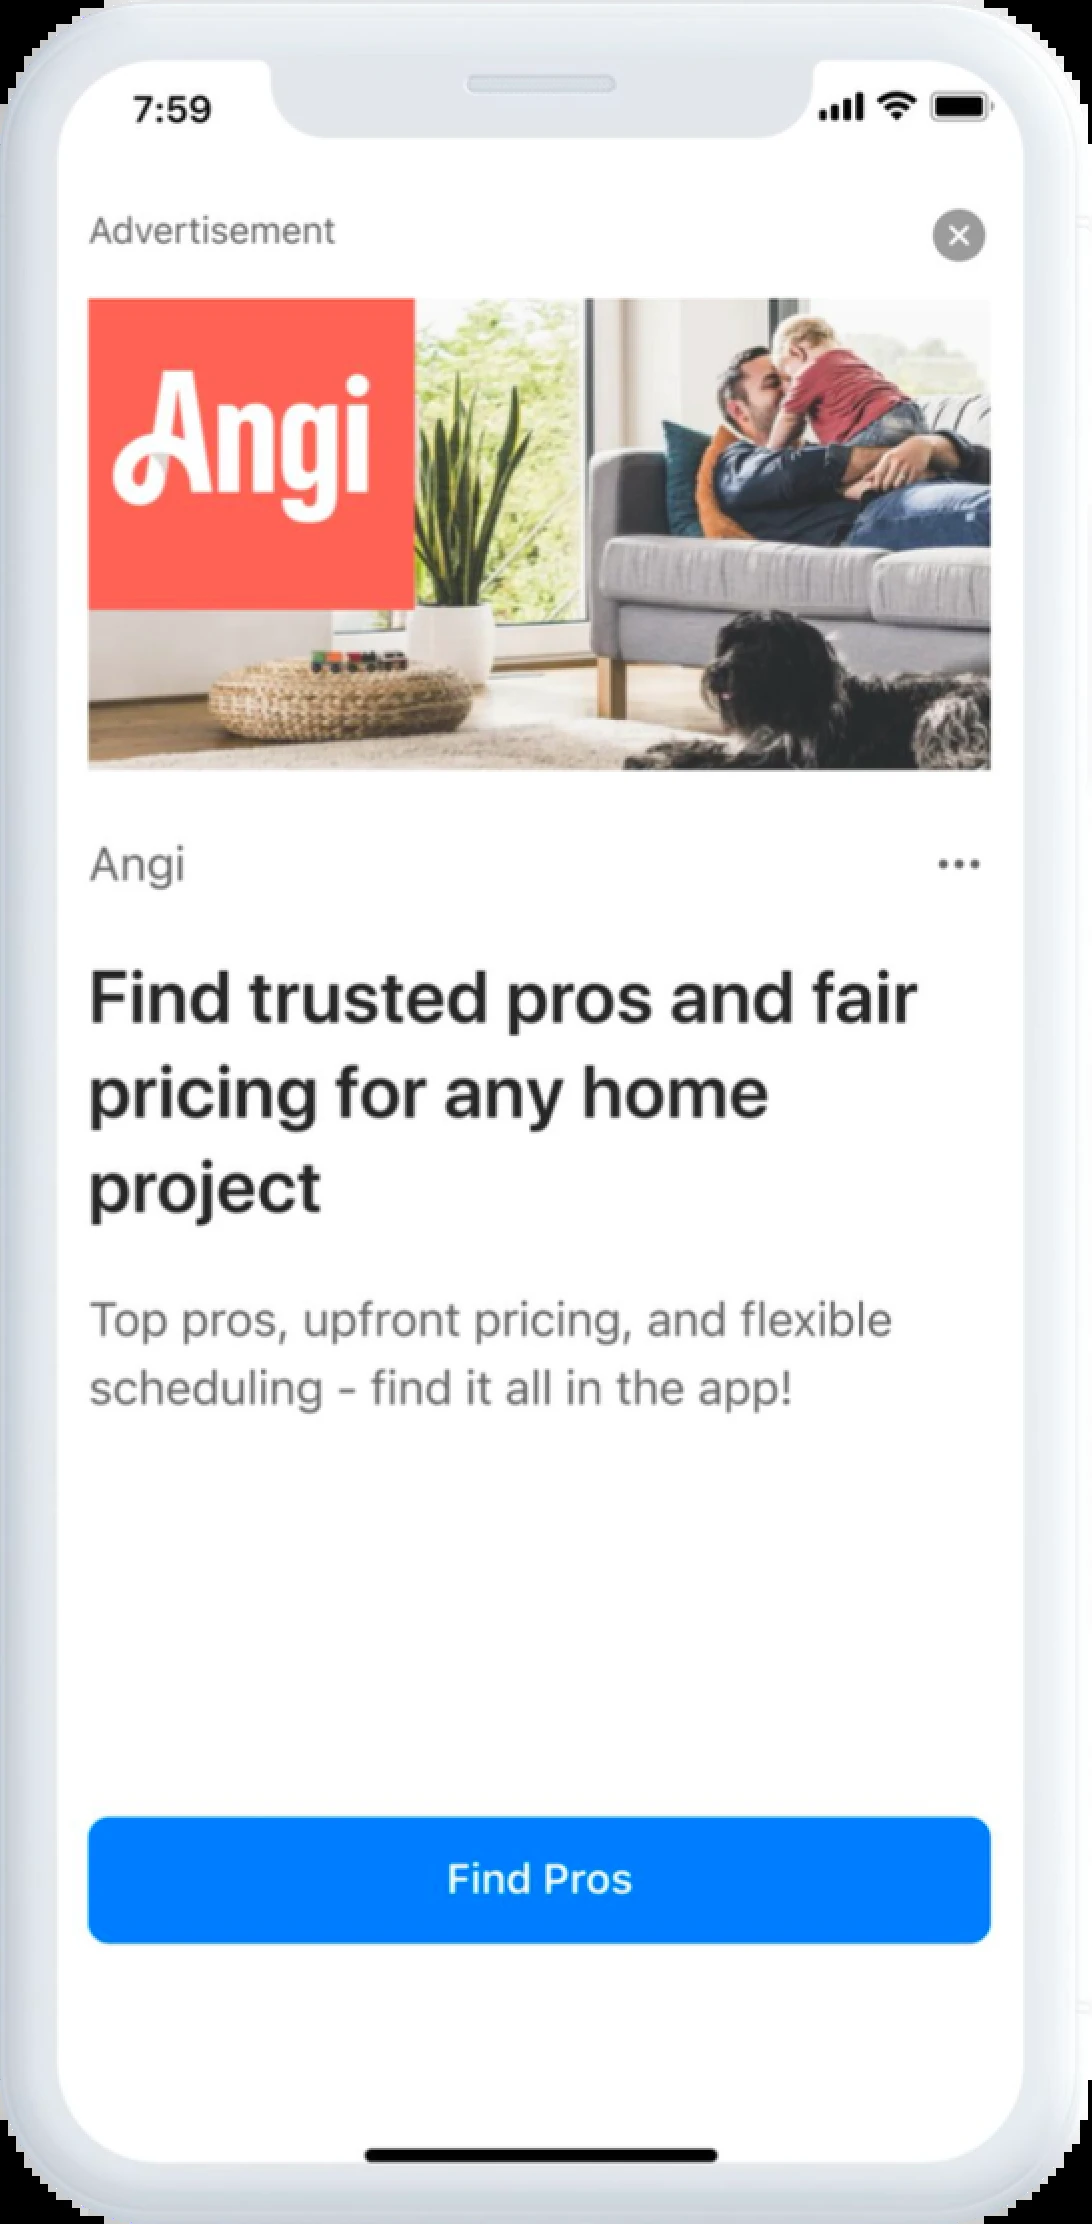 7:59
Advertisement
Angi
Angi
Find trusted pros and fair
pricing for any home
project
Top pros, upfront pricing, and flexible
scheduling - find it all in the app!
Find Pros